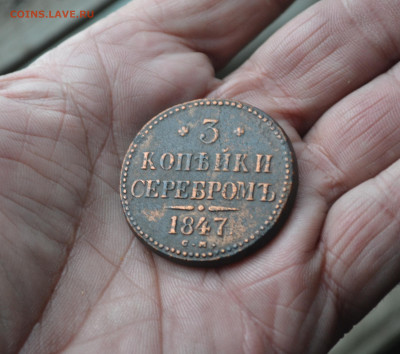 COINS.LAVE.RU
3
КОПѢЙКИ
СЕРЕБРОМЪ
1847
С.М.